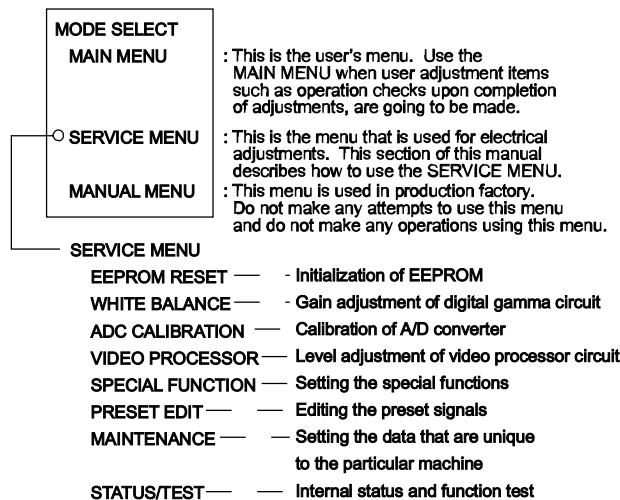 MODE SELECT
MAIN MENU : This is the user's menu. Use the
MAIN MENU when user adjustment items
such as operation checks upon completion
of adjustments, are going to be made.
SERVICE MENU : This is the menu that is used for electrical
adjustments. This section of this manual
describes how to use the SERVICE MENU.
MANUAL MENU : This menu is used in production factory.
Do not make any attempts to use this menu
and do not make any operations using this menu.
SERVICE MENU
EEPROM RESET — - Initialization of EEPROM
WHITE BALANCE — - Gain adjustment of digital gamma circuit
ADC CALIBRATION — Calibration of A/D converter
VIDEO PROCESSOR — Level adjustment of video processor circuit
SPECIAL FUNCTION — Setting the special functions
PRESET EDIT — — Editing the preset signals
MAINTENANCE — — Setting the data that are unique
to the particular machine
STATUS/TEST — — Internal status and function test